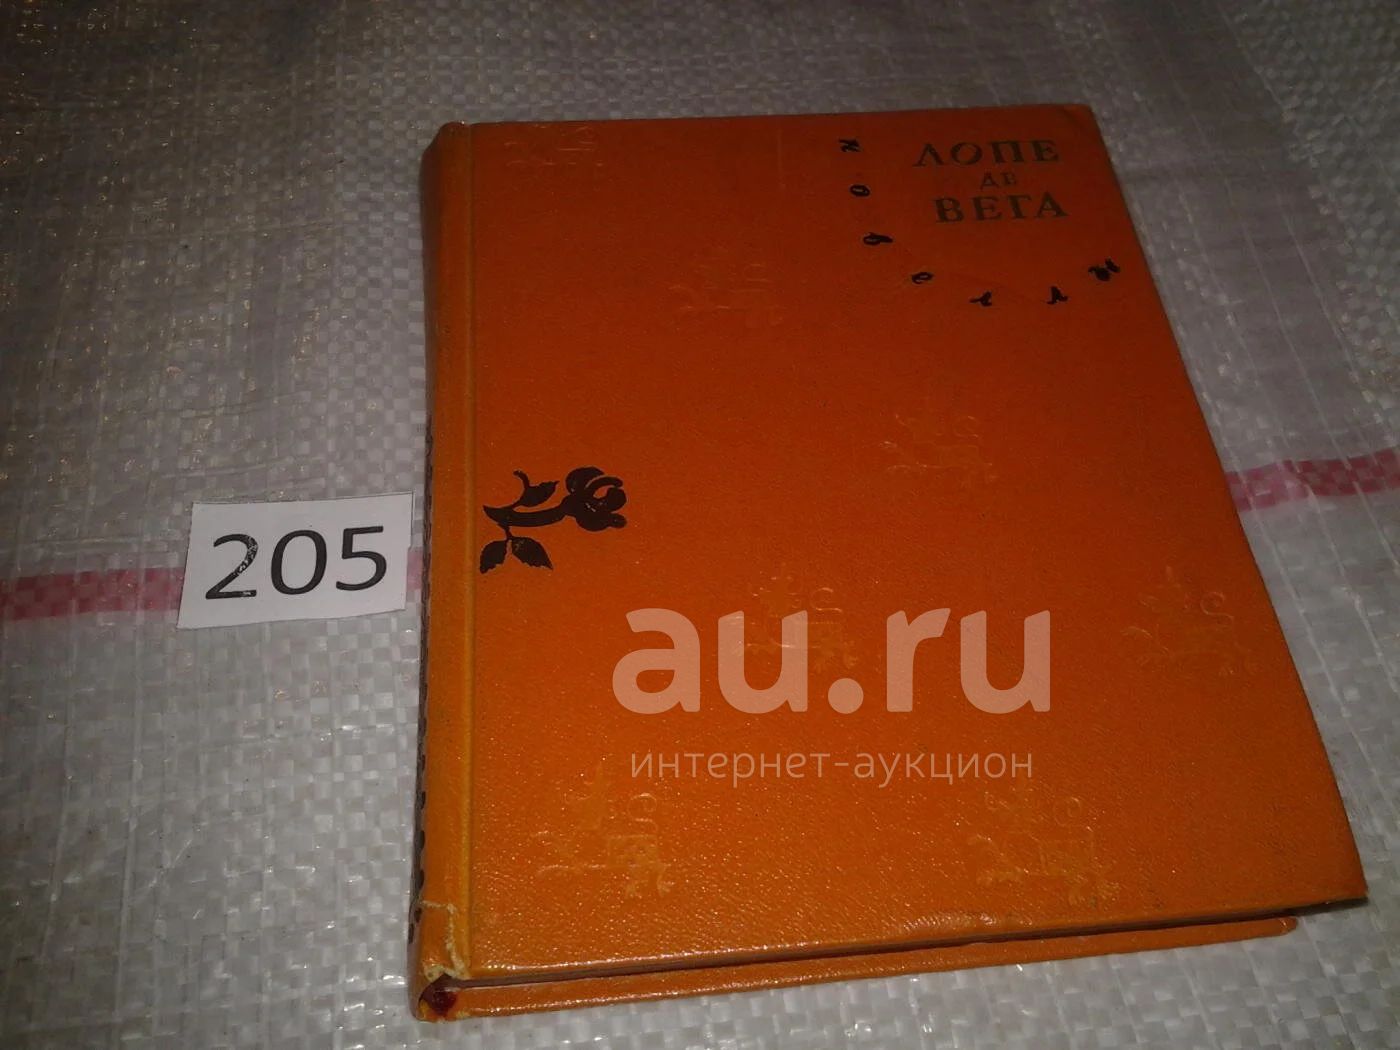 ЛОПЕ
ДЕ
ВЕГА
новеллы
205
au.ru
интернет-аукцион